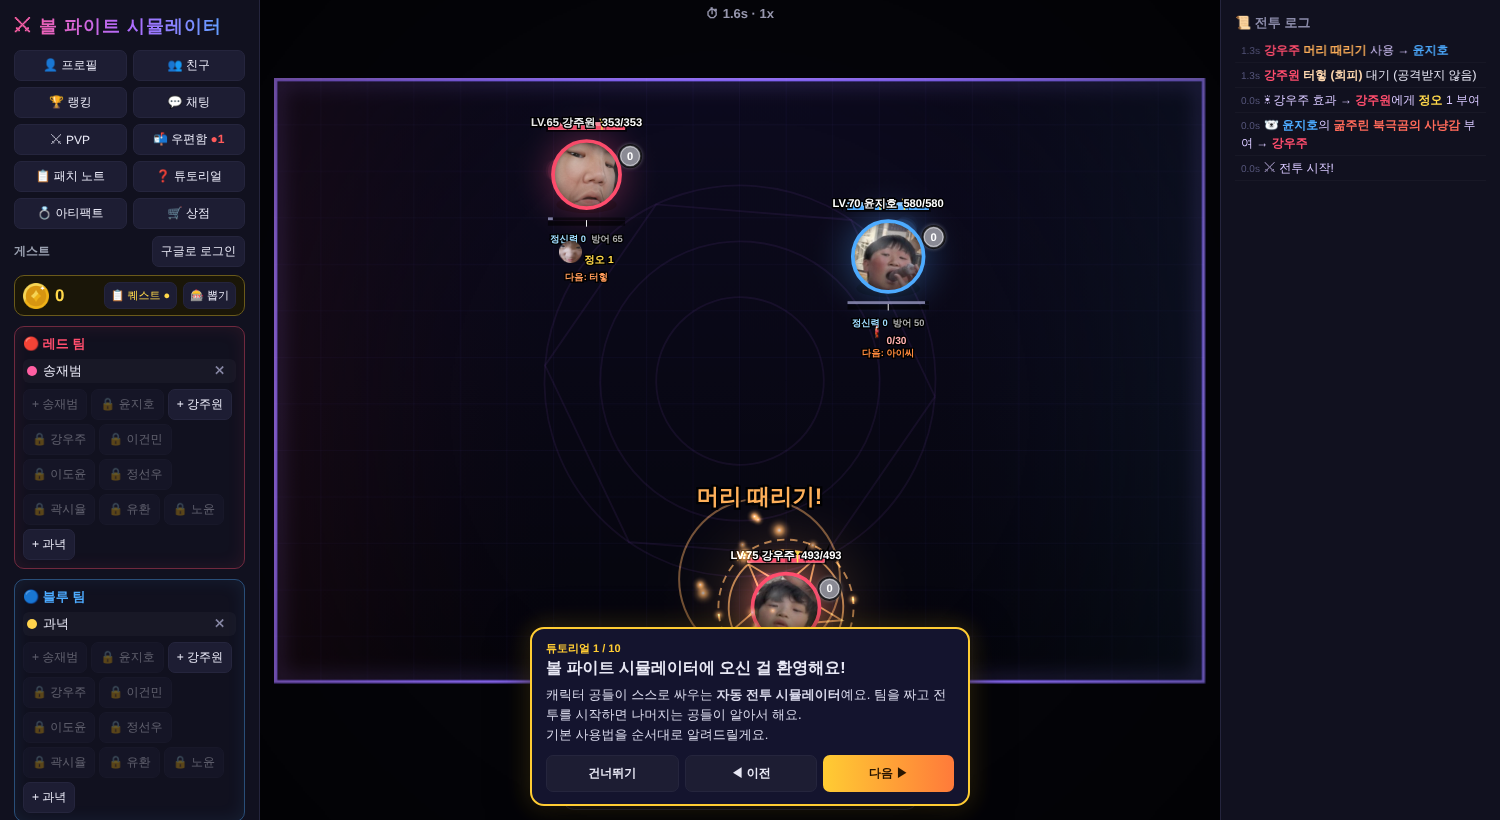 ⚔ 볼 파이트 시뮬레이터
👤 프로필
👥 친구
🏆 랭킹
💬 채팅
⚔ PVP
📬 우편함 ●1
📋 패치 노트
❓ 튜토리얼
💍 아티팩트
🛒 상점
게스트
구글로 로그인
0
📋 퀘스트 ●
🎰 뽑기
🔴 레드 팀
송재범 ✕
+ 송재범
🔒 윤지호
+ 강주원
🔒 강우주
🔒 이건민
🔒 이도윤
🔒 정선우
🔒 곽시율
🔒 유환
🔒 노윤
+ 과녁
🔵 블루 팀
과녁 ✕
+ 송재범
🔒 윤지호
+ 강주원
🔒 강우주
🔒 이건민
🔒 이도윤
🔒 정선우
🔒 곽시율
🔒 유환
🔒 노윤
+ 과녁
⏱ 1.6s · 1x
LV.65 강주원 353/353
0
정신력 0 방어 65
정오 1
다음: 터헣
LV.70 윤지호 580/580
0
정신력 0 방어 50
0/30
다음: 아이씨
머리 때리기!
LV.75 강우주 493/493
0
튜토리얼 1 / 10
볼 파이트 시뮬레이터에 오신 걸 환영해요!
캐릭터 공들이 스스로 싸우는 자동 전투 시뮬레이터예요. 팀을 짜고 전
투를 시작하면 나머지는 공들이 알아서 해요.
기본 사용법을 순서대로 알려드릴게요.
건너뛰기
◀ 이전
다음 ▶
📜 전투 로그
1.3s 강우주 머리 때리기 사용 → 윤지호
1.3s 강주원 터헣 (회피) 대기 (공격받지 않음)
0.0s 강우주 효과 → 강주원에게 정오 1 부여
0.0s 🐻‍❄️ 윤지호의 굶주린 북극곰의 사냥감 부
여 → 강우주
0.0s ⚔ 전투 시작!